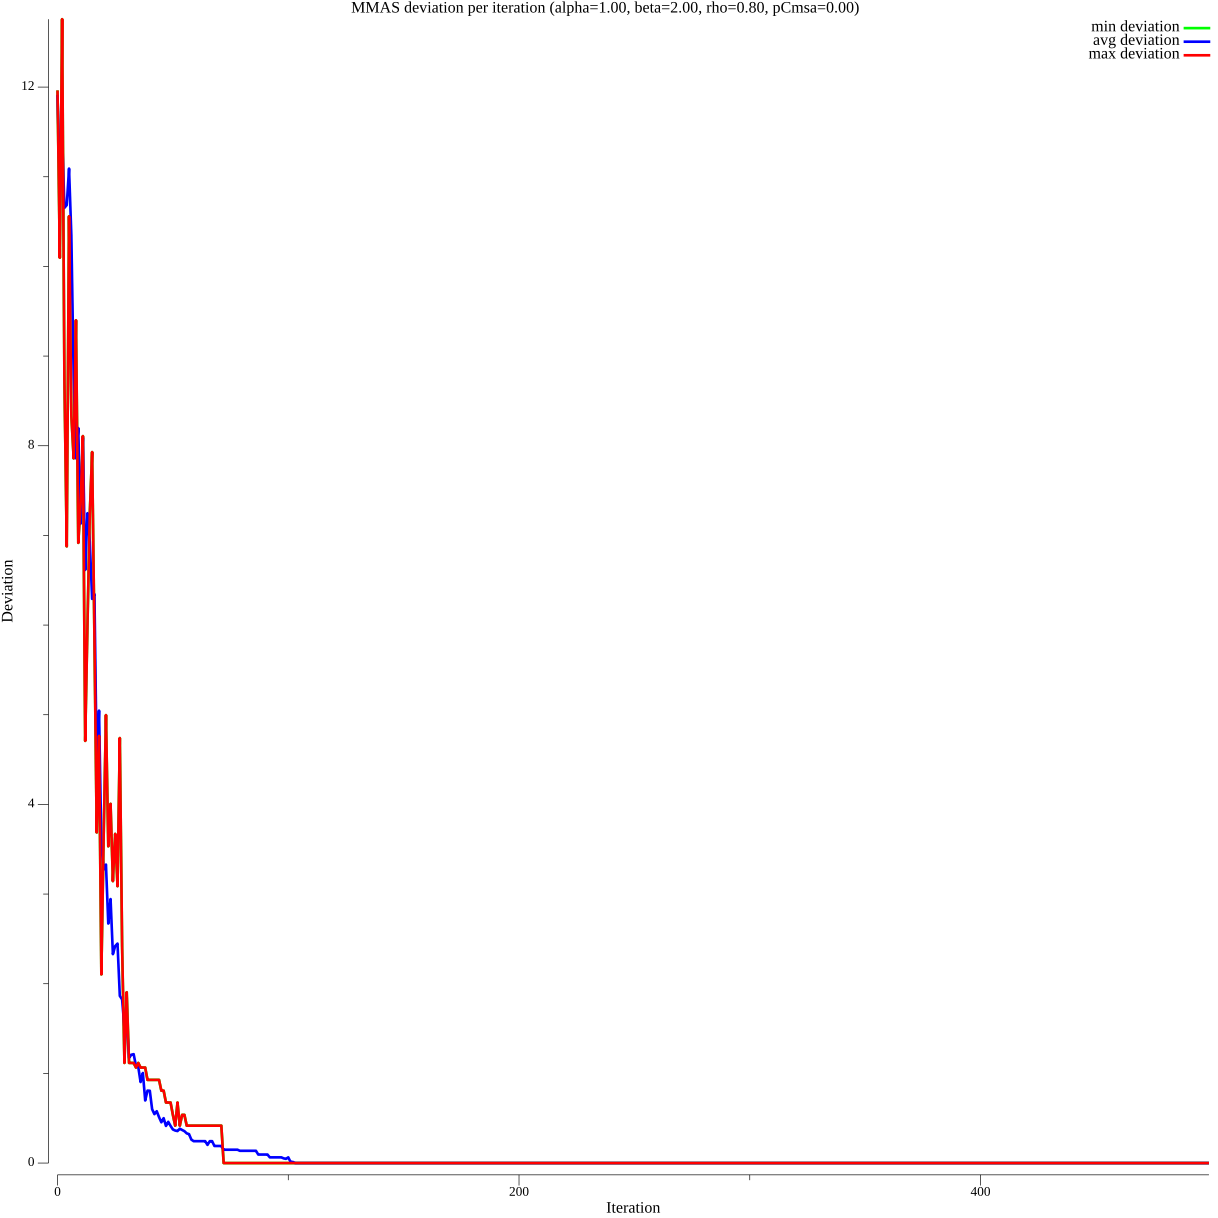 MMAS deviation per iteration (alpha=1.00, beta=2.00, rho=0.80, pCmsa=0.00)
min deviation
avg deviation
max deviation
12
8
4
0
Deviation
0
200
400
Iteration